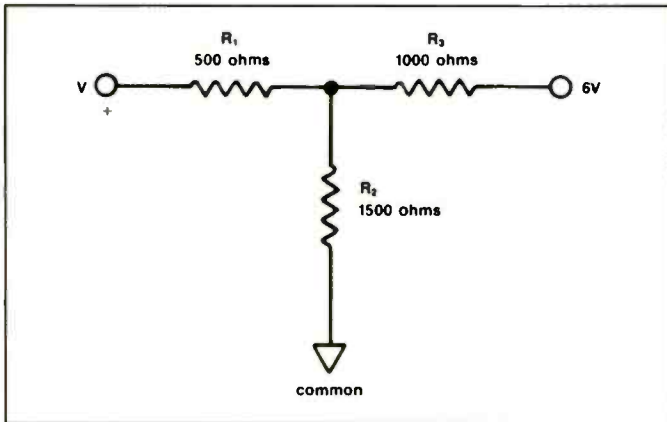 R₁
500 ohms
R₃
1000 ohms
V
+
6V
R₂
1500 ohms
common